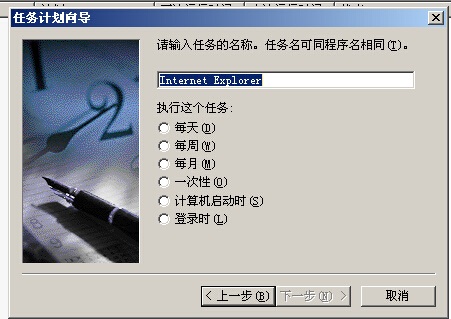 任务计划向导
请输入任务的名称。任务名可同程序名相同(T)。
Internet Explorer
执行这个任务:
每天(D)
每周(W)
每月(M)
一次性(O)
计算机启动时(S)
登录时(L)
< 上一步(B)
下一步(N) >
取消